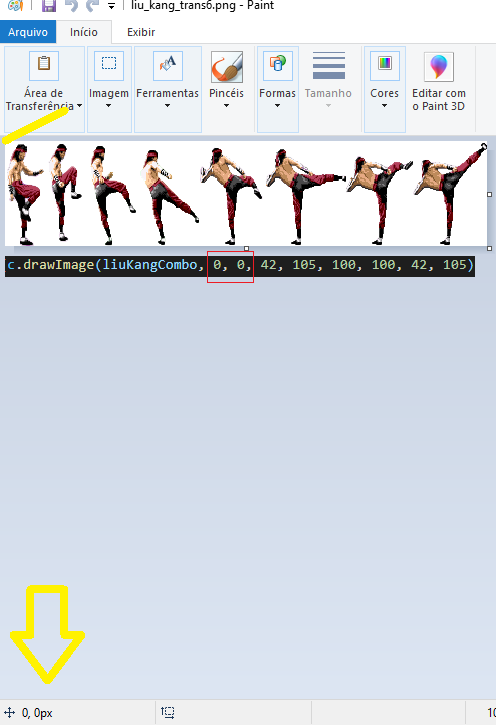 liu_kang_trans6.png - Paint
Arquivo Início Exibir
Área de Transferência
Imagem
Ferramentas
Pincéis
Formas
Tamanho
Cores
Editar com o Paint 3D
c.drawImage(liuKangCombo, 0, 0, 42, 105, 100, 100, 42, 105)
0, 0px